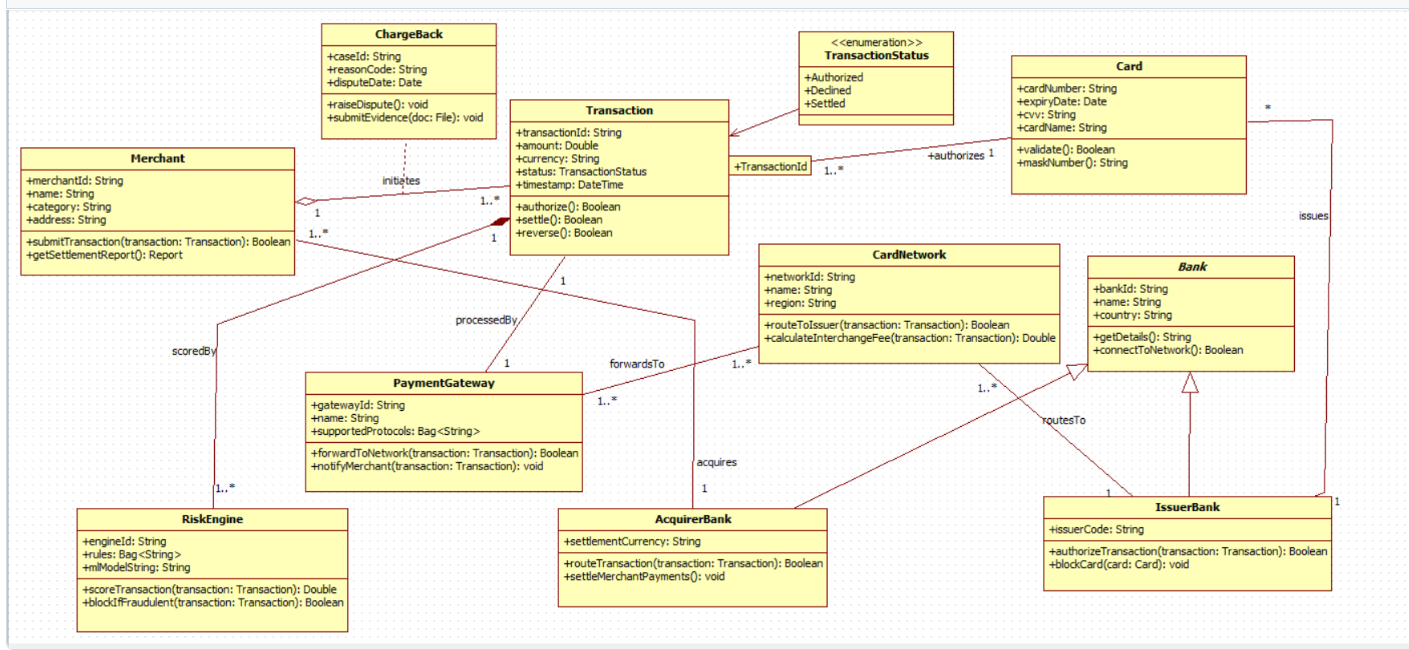 ChargeBack
+caseId: String
+reasonCode: String
+disputeDate: Date
+raiseDispute(): void
+submitEvidence(doc: File): void
<<enumeration>>
TransactionStatus
+Authorized
+Declined
+Settled
Card
+cardNumber: String
+expiryDate: Date
+cvv: String
+cardName: String
+validate(): Boolean
+maskNumber(): String
*
Transaction
+transactionId: String
+amount: Double
+currency: String
+status: TransactionStatus
+timestamp: DateTime
+authorize(): Boolean
+settle(): Boolean
+reverse(): Boolean
+TransactionId
1..*
+authorizes
1
Merchant
+merchantId: String
+name: String
+category: String
+address: String
+submitTransaction(transaction: Transaction): Boolean
+getSettlementReport(): Report
initiates
1
1..*
1..*
1
issues
CardNetwork
+networkId: String
+name: String
+region: String
+routeToIssuer(transaction: Transaction): Boolean
+calculateInterchangeFee(transaction: Transaction): Double
Bank
+bankId: String
+name: String
+country: String
+getDetails(): String
+connectToNetwork(): Boolean
1
processedBy
1
scoredBy
forwardsTo
1..*
1..*
PaymentGateway
+gatewayId: String
+name: String
+supportedProtocols: Bag<String>
+forwardToNetwork(transaction: Transaction): Boolean
+notifyMerchant(transaction: Transaction): void
1..*
routesTo
1
acquires
1
1..*
1
RiskEngine
+engineId: String
+rules: Bag<String>
+mlModelString: String
+scoreTransaction(transaction: Transaction): Double
+blockIfFraudulent(transaction: Transaction): Boolean
AcquirerBank
+settlementCurrency: String
+routeTransaction(transaction: Transaction): Boolean
+settleMerchantPayments(): void
IssuerBank
+issuerCode: String
+authorizeTransaction(transaction: Transaction): Boolean
+blockCard(card: Card): void